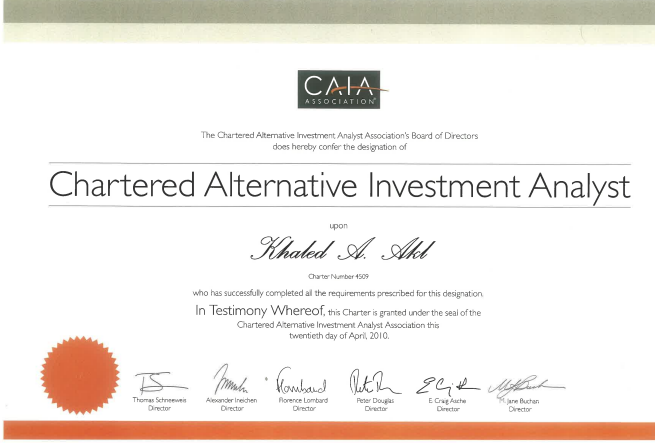 CAIA
ASSOCIATION®
The Chartered Alternative Investment Analyst Association's Board of Directors
does hereby confer the designation of
Chartered Alternative Investment Analyst
upon
Khaled A. Akl
Charter Number 4509
who has successfully completed all the requirements prescribed for this designation.
In Testimony Whereof, this Charter is granted under the seal of the
Chartered Alternative Investment Analyst Association this
twentieth day of April, 2010.
Thomas Schneeweis Alexander Ineichen Florence Lombard Peter Douglas E Craig Asche M. Jane Buchan
Director Director Director Director Director Director